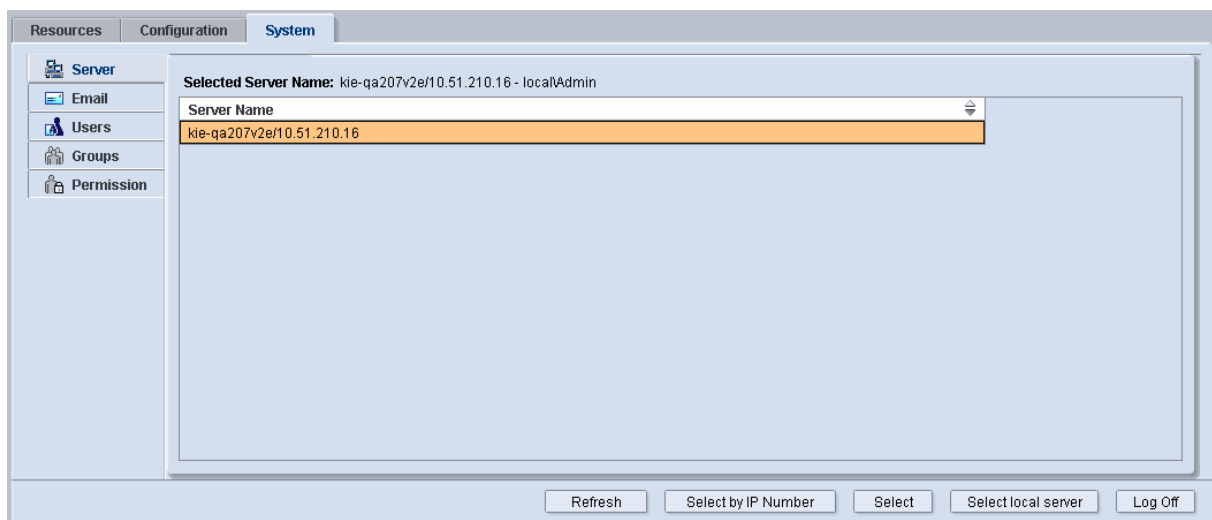 Resources Configuration System
Server
Email
Users
Groups
Permission
Selected Server Name: kie-qa207v2e/10.51.210.16 - local\Admin
Server Name
kie-qa207v2e/10.51.210.16
Refresh Select by IP Number Select Select local server Log Off